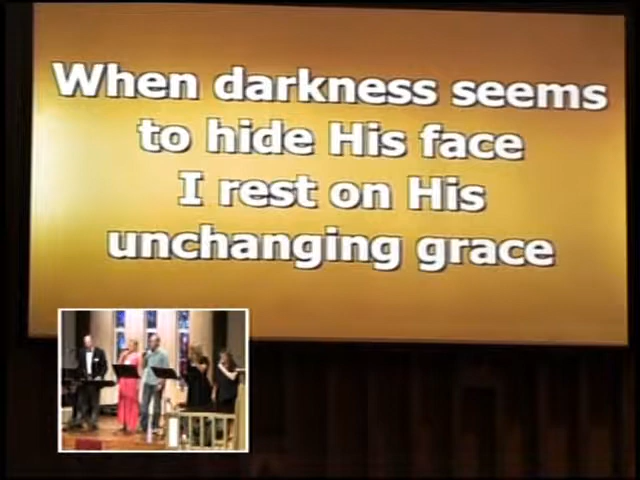 When darkness seems
to hide His face
I rest on His
unchanging grace